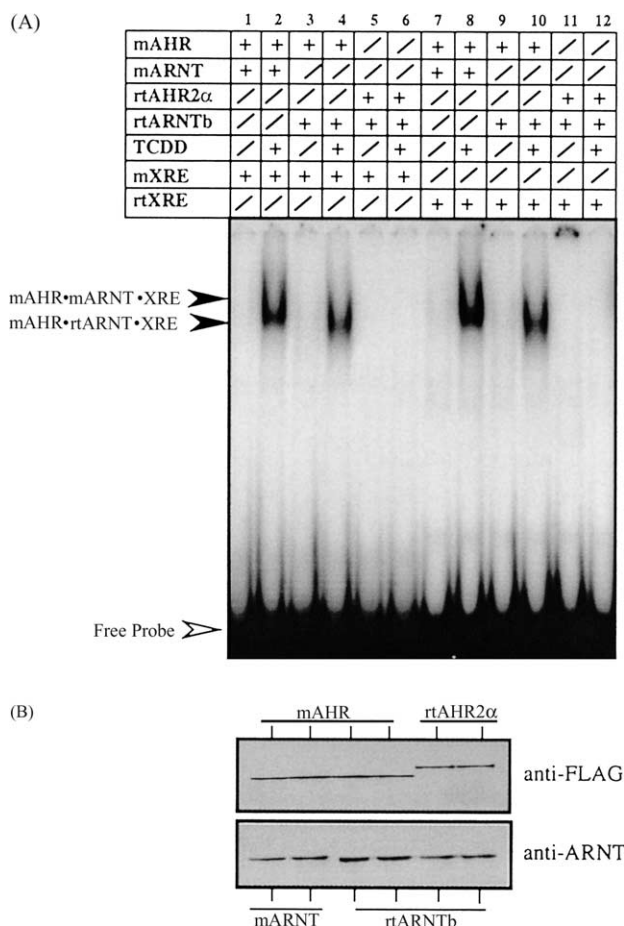 (A)
1 2 3 4 5 6 7 8 9 10 11 12
mAHR + + + + / / + + + + / /
mARNT + + / / / / + + / / / /
rtAHR2α / / / / + + / / / / + +
rtARNTb / / + + + + / / + + + +
TCDD / + / + / + / + / + / +
mXRE + + + + + + / / / / / /
rtXRE / / / / / / + + + + + +
mAHR•mARNT•XRE
mAHR•rtARNT•XRE
Free Probe
(B)
mAHR rtAHR2α
anti-FLAG
anti-ARNT
mARNT rtARNTb